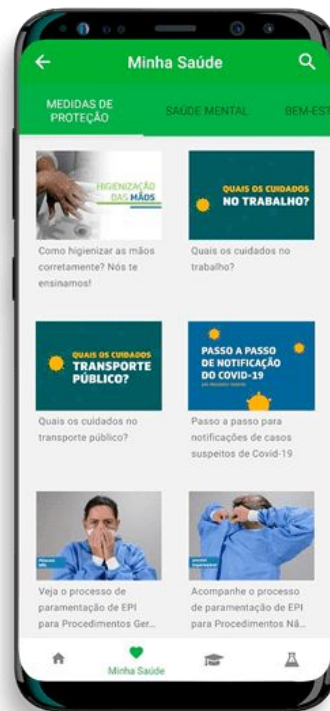 Minha Saúde
MEDIDAS DE
PROTEÇÃO
SAÚDE MENTAL
BEM-EST
HIGIENIZAÇÃO
DAS MÃOS
Como higienizar as mãos
corretamente? Nós te
ensinamos!
QUAIS OS CUIDADOS
NO TRABALHO?
Quais os cuidados no
trabalho?
QUAIS OS CUIDADOS
TRANSPORTE
PÚBLICO?
Quais os cuidados no
transporte público?
PASSO A PASSO
DE NOTIFICAÇÃO
DO COVID-19
Passo a passo para
notificações de casos
suspeitos de Covid-19
Veja o processo de
paramentação de EPI
para Procedimentos Ger...
Acompanhe o processo
de paramentação de EPI
para Procedimentos Nã...
Minha Saúde